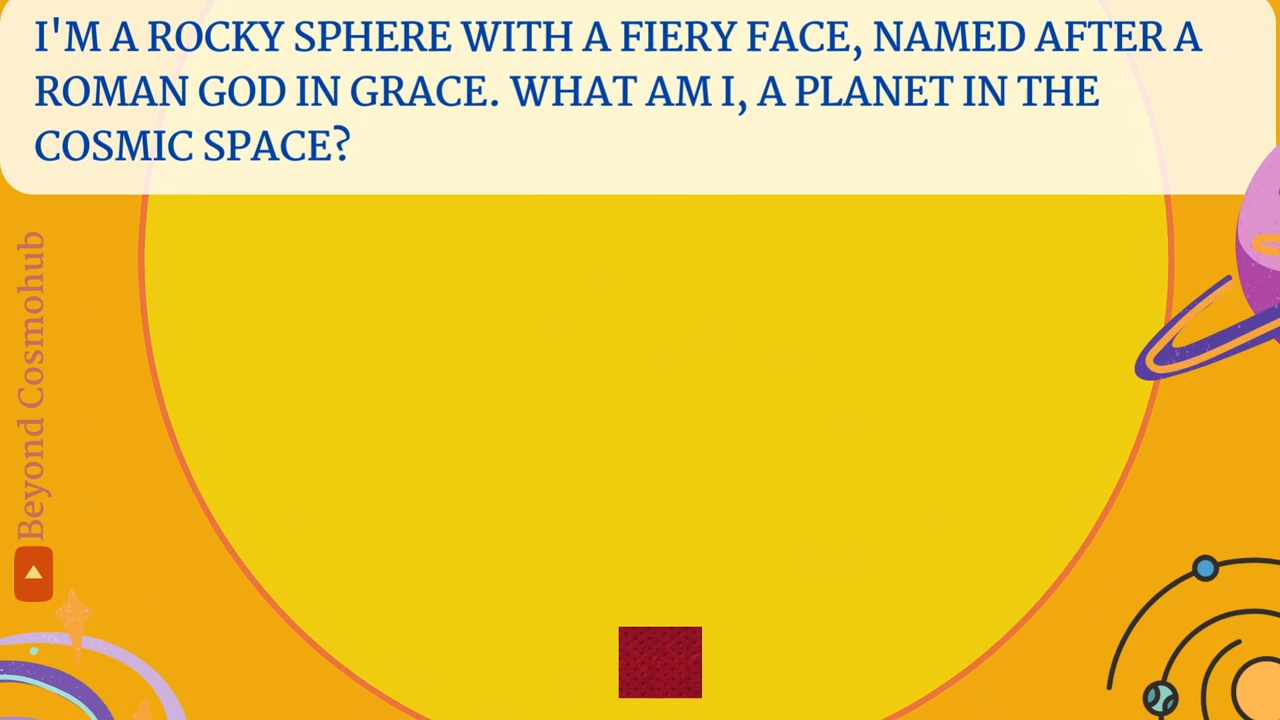 I'M A ROCKY SPHERE WITH A FIERY FACE, NAMED AFTER A
ROMAN GOD IN GRACE. WHAT AM I, A PLANET IN THE
COSMIC SPACE?
Beyond Cosmohub